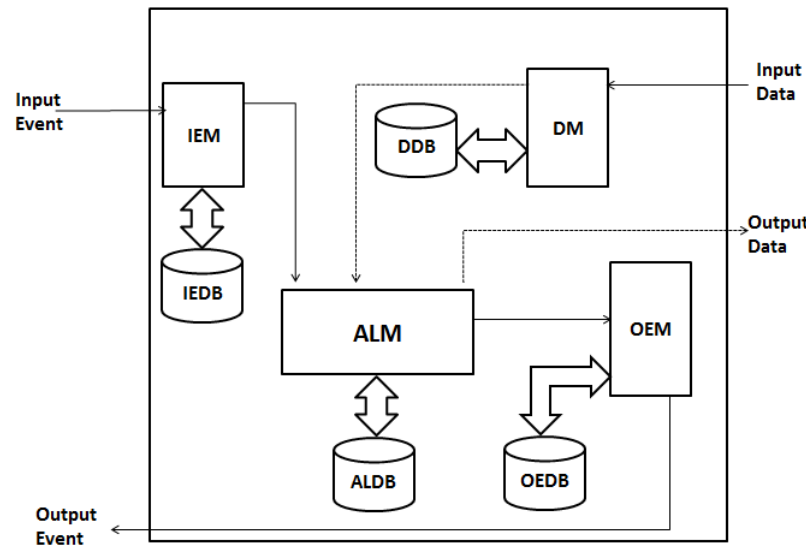 Input
Event
IEM
DDB
DM
Input
Data
IEDB
Output
Data
ALM
OEM
ALDB
OEDB
Output
Event